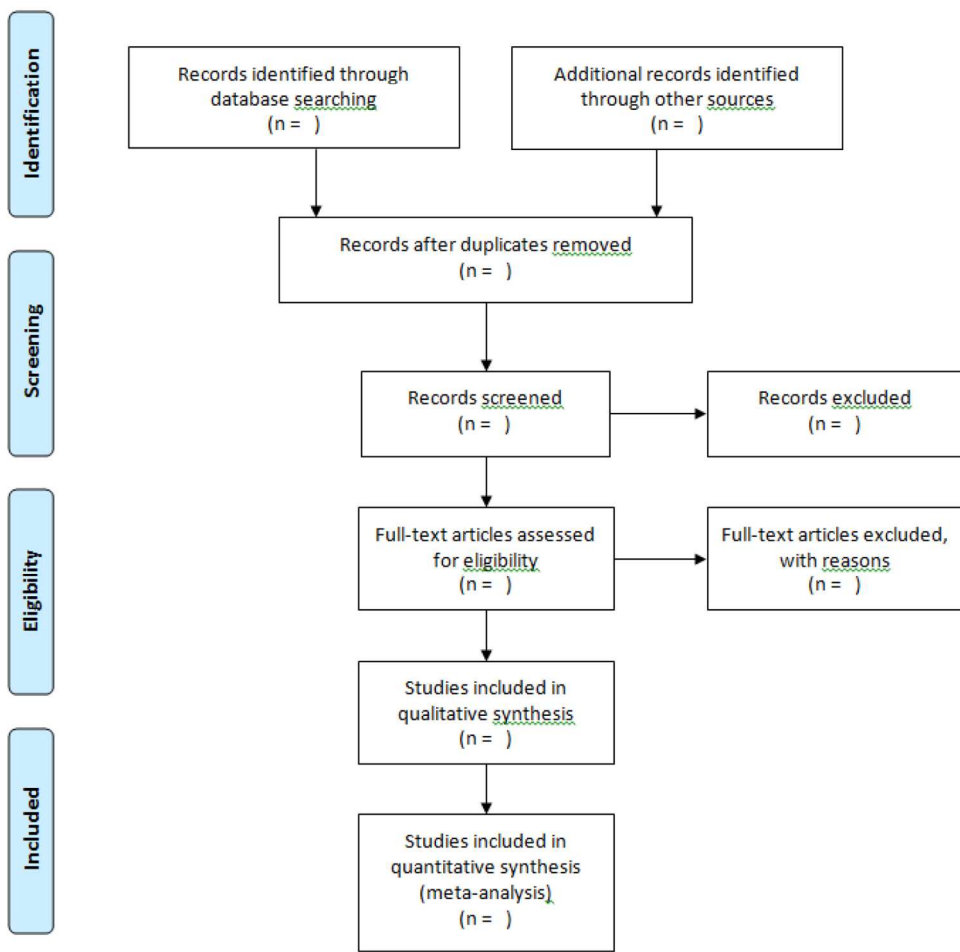 Identification
Records identified through
database searching
(n =   )
Additional records identified
through other sources
(n =   )
Records after duplicates removed
(n =   )
Screening
Records screened
(n =   )
Records excluded
(n =   )
Eligibility
Full-text articles assessed
for eligibility
(n =   )
Full-text articles excluded,
with reasons
(n =   )
Studies included in
qualitative synthesis
(n =   )
Included
Studies included in
quantitative synthesis
(meta-analysis)
(n =   )